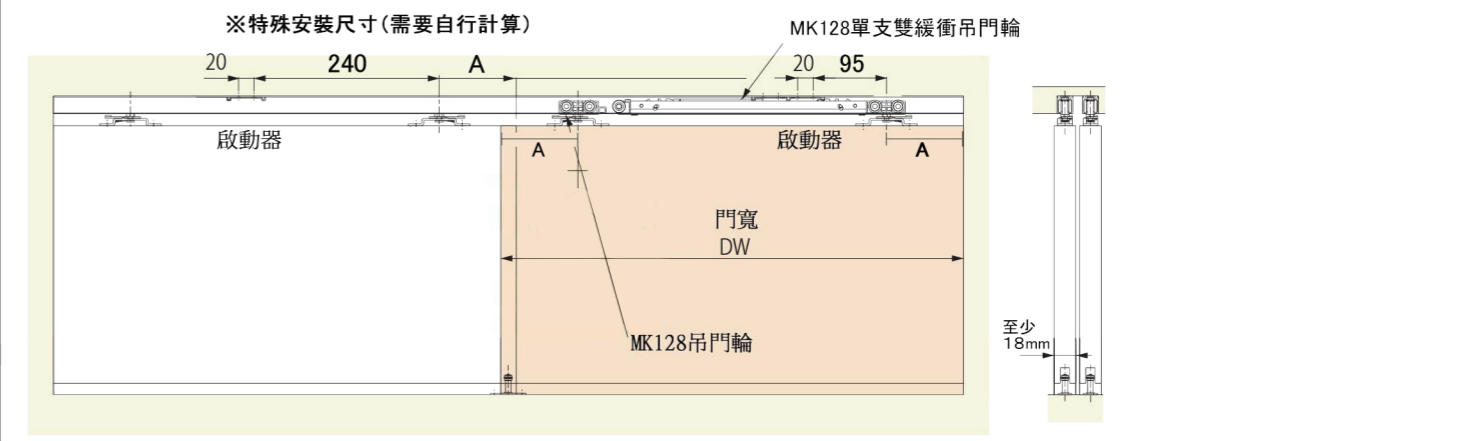 ※特殊安裝尺寸(需要自行計算)
MK128單支雙緩衝吊門輪
20
240
A
20
95
啟動器
啟動器
A
A
門寬
DW
MK128吊門輪
至少
18mm